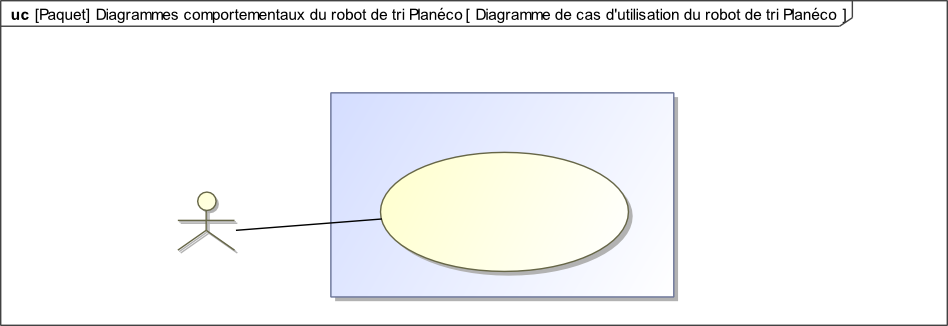 uc [Paquet] Diagrammes comportementaux du robot de tri Planéco [ Diagramme de cas d'utilisation du robot de tri Planéco ]